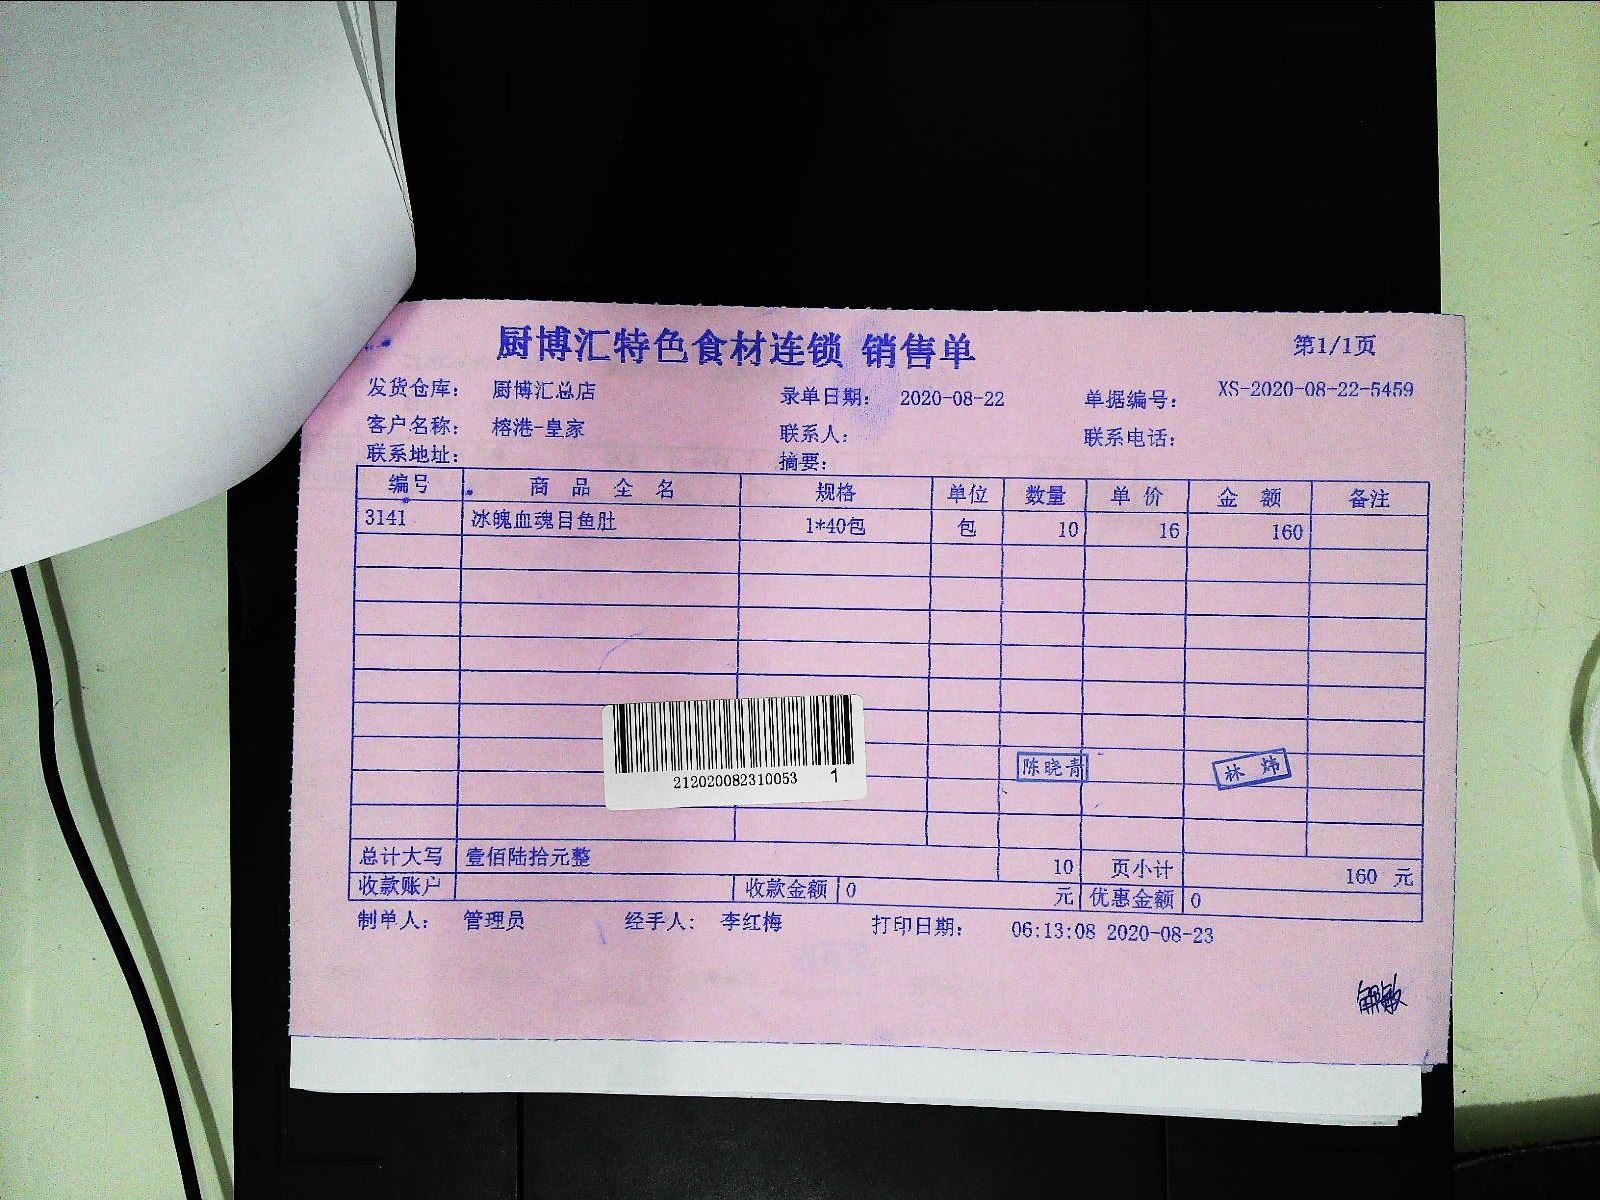 厨博汇特色食材连锁 销售单 第1/1页
发货仓库: 厨博汇总店 录单日期: 2020-08-22 单据编号: XS-2020-08-22-5459
客户名称: 榕港-皇家 联系人: 联系电话:
联系地址: 摘要:
编号 商品全名 规格 单位 数量 单价 金额 备注
3141 冰魄血魂目鱼肚 1*40包 包 10 16 160
陈晓青 林炜
212020082310053 1
总计大写 壹佰陆拾元整 10 页小计 160 元
收款账户 收款金额 0 元 优惠金额 0
制单人: 管理员 经手人: 李红梅 打印日期: 06:13:08 2020-08-23